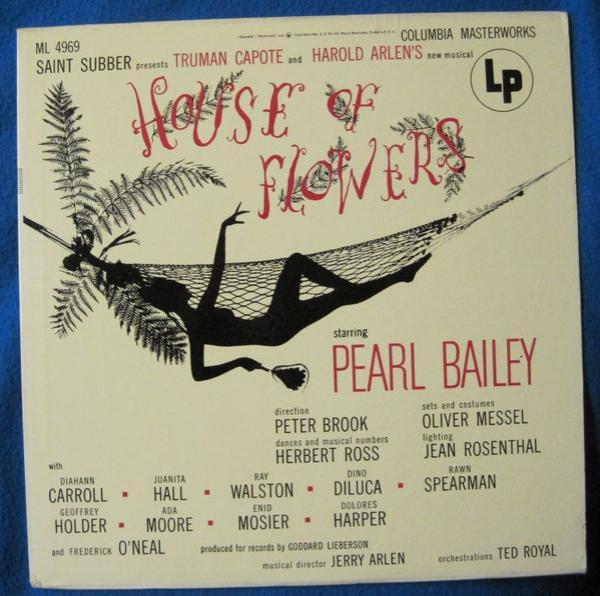 ML 4969 COLUMBIA MASTERWORKS
SAINT SUBBER presents TRUMAN CAPOTE and HAROLD ARLEN'S new musical
LP
HOUSE OF
FLOWERS
starring
PEARL BAILEY
direction
PETER BROOK
sets and costumes
OLIVER MESSEL
dances and musical numbers
HERBERT ROSS
lighting
JEAN ROSENTHAL
with
DIAHANN CARROLL ▪ JUANITA HALL ▪ RAY WALSTON ▪ DINO DILUCA ▪ RAWN SPEARMAN
GEOFFREY HOLDER ▪ ADA MOORE ▪ ENID MOSIER ▪ DOLORES HARPER
and FREDERICK O'NEAL
produced for records by GODDARD LIEBERSON
musical director JERRY ARLEN
orchestrations TED ROYAL